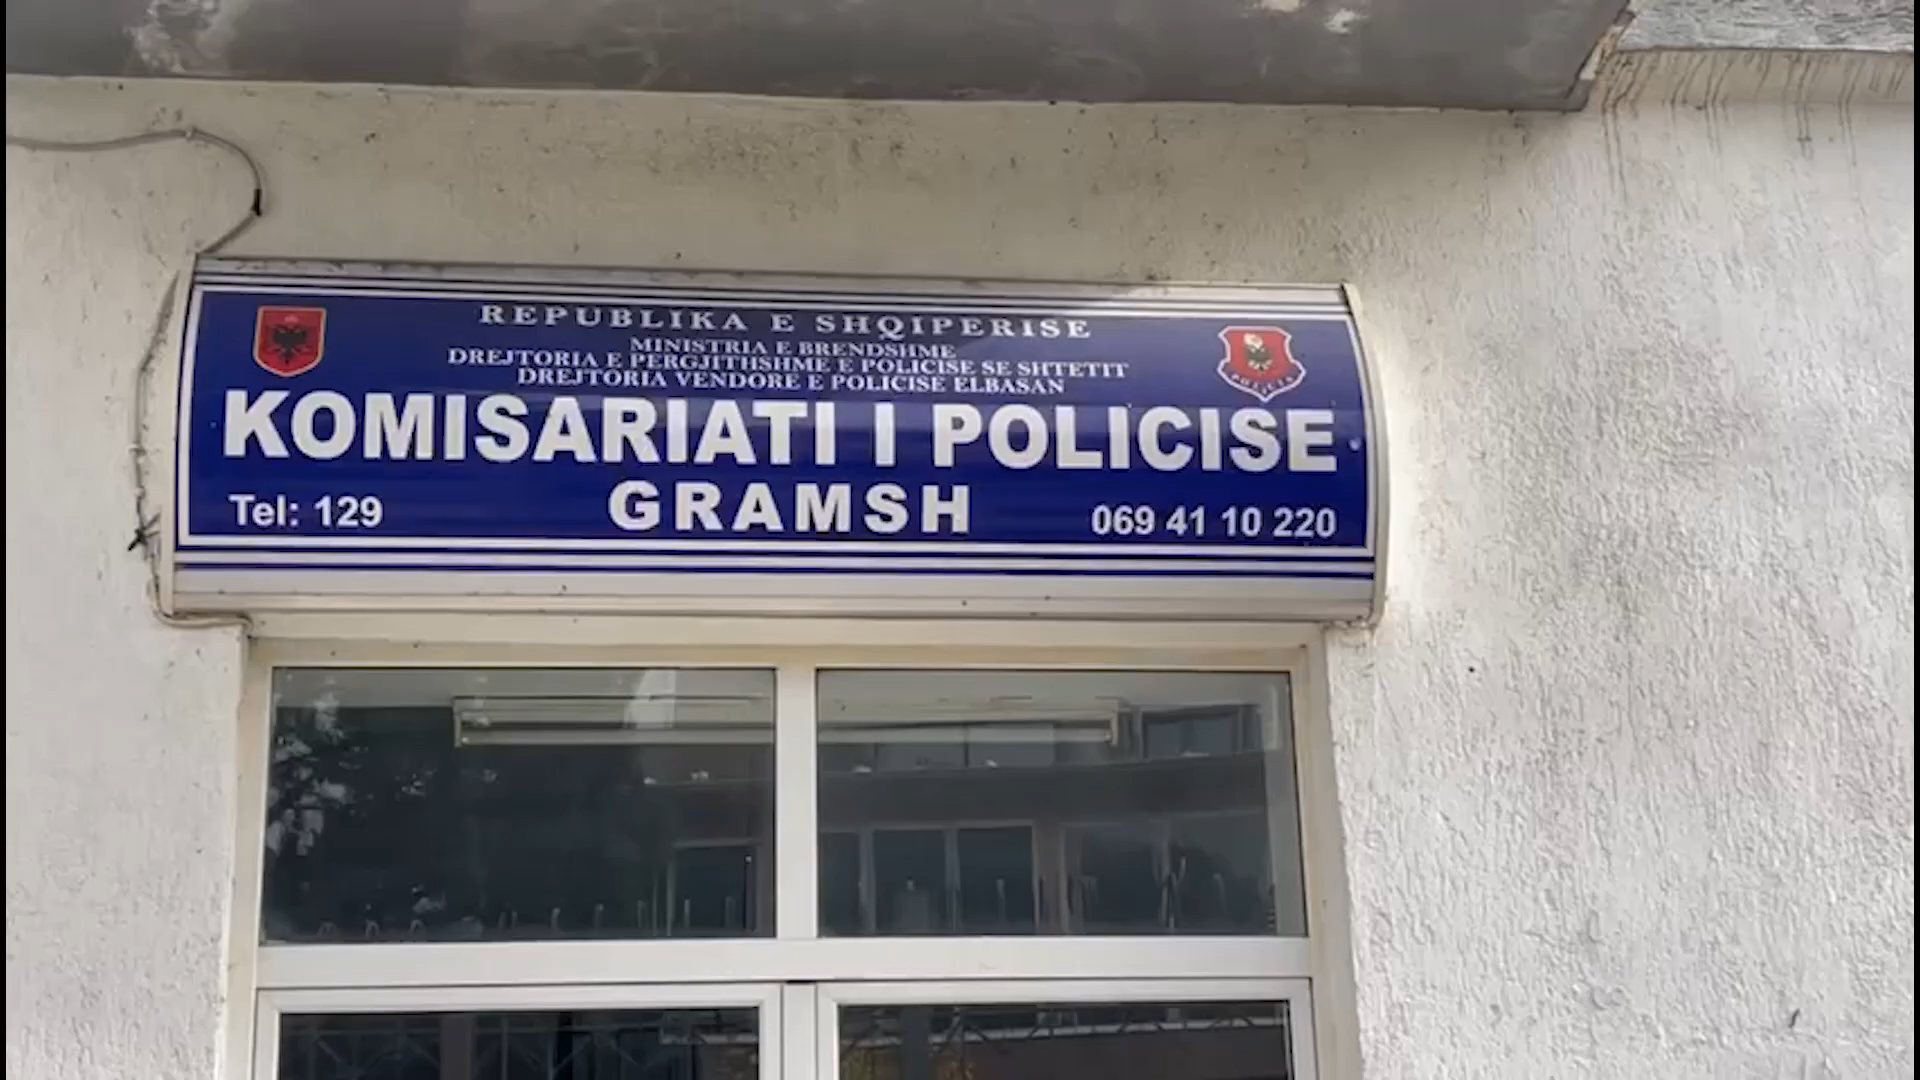 REPUBLIKA E SHQIPERISE
MINISTRIA E BRENDSHME
DREJTORIA E PERGJITHSHME E POLICISE SE SHTETIT
DREJTORIA VENDORE E POLICISE ELBASAN
KOMISARIATI I POLICISE
GRAMSH
Tel: 129
069 41 10 220
POLICIA